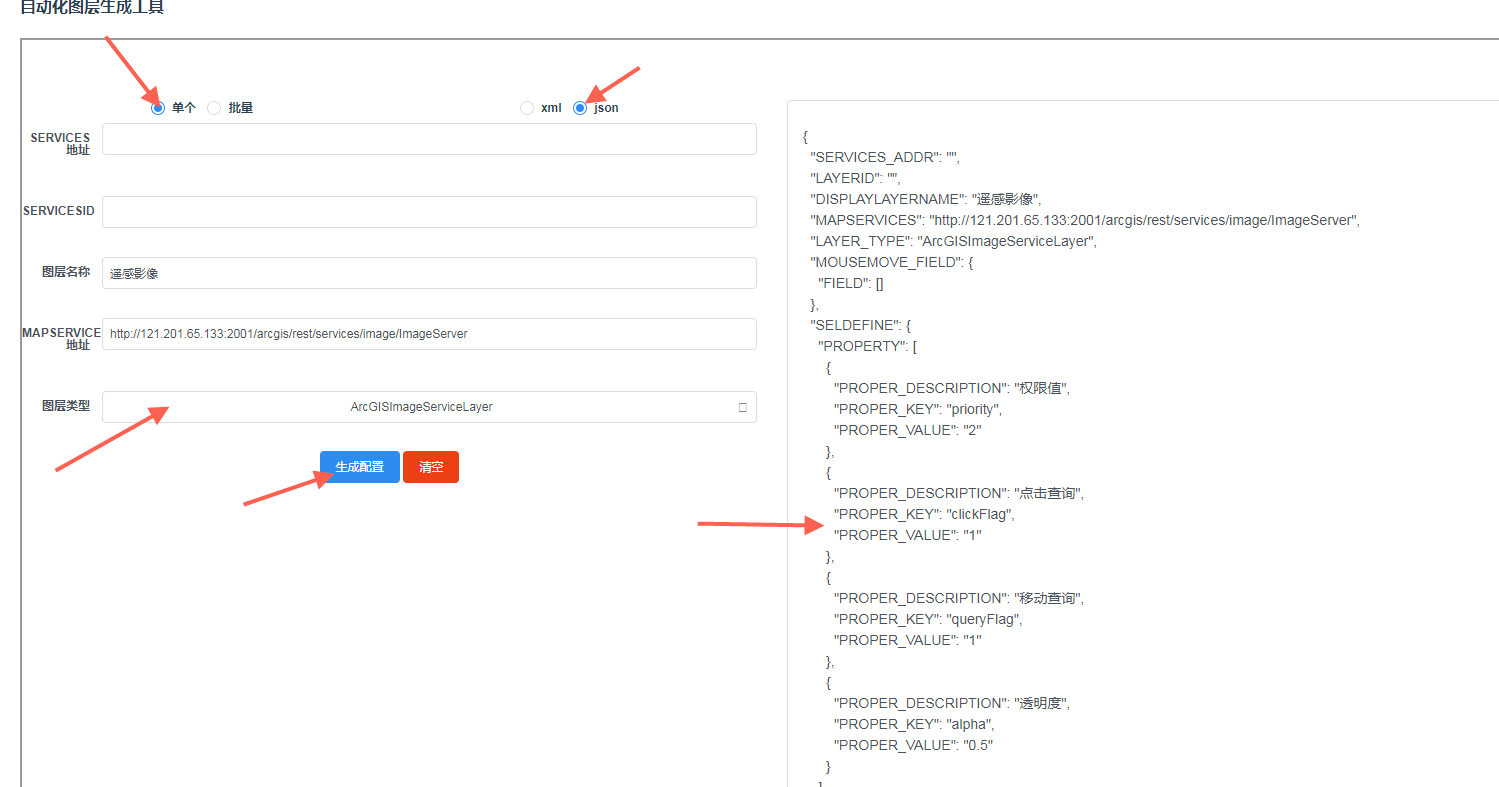 自动化图层生成工具
单个 批量 xml json
SERVICES
地址
SERVICESID
图层名称 遥感影像
MAPSERVICE http://121.201.65.133:2001/arcgis/rest/services/image/ImageServer
地址
图层类型 ArcGISImageServiceLayer
生成配置 清空
{
"SERVICES_ADDR": "",
"LAYERID": "",
"DISPLAYLAYERNAME": "遥感影像",
"MAPSERVICES": "http://121.201.65.133:2001/arcgis/rest/services/image/ImageServer",
"LAYER_TYPE": "ArcGISImageServiceLayer",
"MOUSEMOVE_FIELD": {
"FIELD": []
},
"SELDEFINE": {
"PROPERTY": [
{
"PROPER_DESCRIPTION": "权限值",
"PROPER_KEY": "priority",
"PROPER_VALUE": "2"
},
{
"PROPER_DESCRIPTION": "点击查询",
"PROPER_KEY": "clickFlag",
"PROPER_VALUE": "1"
},
{
"PROPER_DESCRIPTION": "移动查询",
"PROPER_KEY": "queryFlag",
"PROPER_VALUE": "1"
},
{
"PROPER_DESCRIPTION": "透明度",
"PROPER_KEY": "alpha",
"PROPER_VALUE": "0.5"
}
]